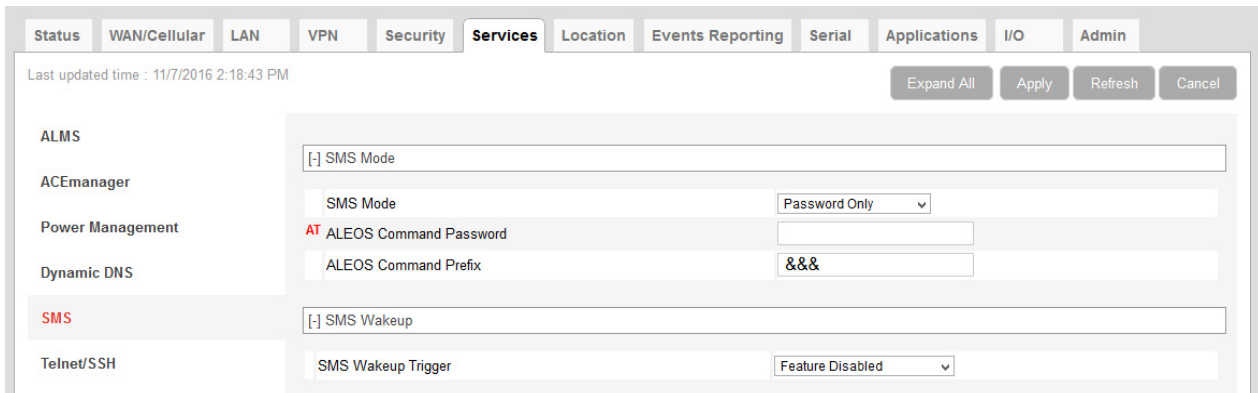 Status WAN/Cellular LAN VPN Security Services Location Events Reporting Serial Applications I/O Admin
Last updated time : 11/7/2016 2:18:43 PM
Expand All Apply Refresh Cancel
ALMS
ACEmanager
Power Management
Dynamic DNS
SMS
Telnet/SSH
[-] SMS Mode
SMS Mode Password Only
AT ALEOS Command Password
ALEOS Command Prefix &&&
[-] SMS Wakeup
SMS Wakeup Trigger Feature Disabled